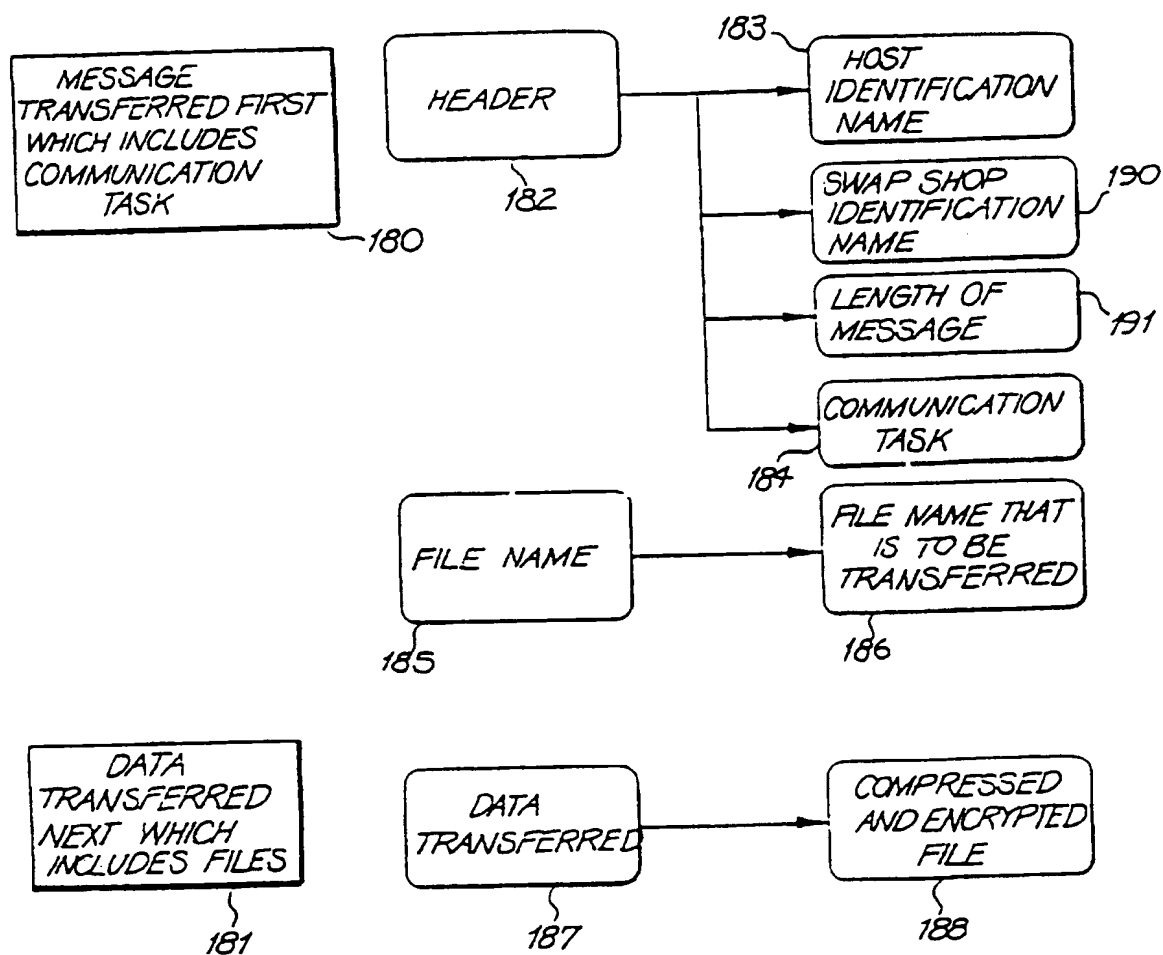 MESSAGE
TRANSFERRED FIRST
WHICH INCLUDES
COMMUNICATION
TASK
180
HEADER
182
183
HOST
IDENTIFICATION
NAME
SWAP SHOP
IDENTIFICATION
NAME
190
LENGTH OF
MESSAGE
191
COMMUNICATION
TASK
184
FILE NAME
185
FILE NAME THAT
IS TO BE
TRANSFERRED
186
DATA
TRANSFERRED
NEXT WHICH
INCLUDES FILES
181
DATA
TRANSFERRED
187
COMPRESSED
AND ENCRYPTED
FILE
188